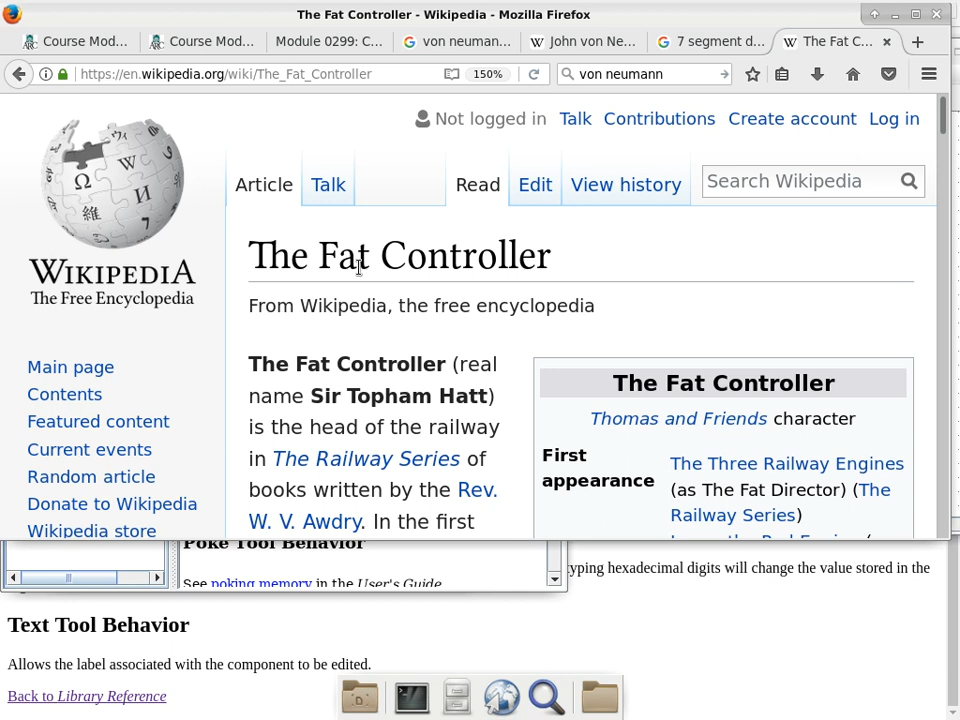 The Fat Controller - Wikipedia - Mozilla Firefox
Course Mod...
Course Mod...
Module 0299: C...
von neuman...
John von Ne...
7 segment d...
The Fat C...
https://en.wikipedia.org/wiki/The_Fat_Controller
150%
von neumann
Not logged in Talk Contributions Create account Log in
Article Talk Read Edit View history
Search Wikipedia
WIKIPEDIA
The Free Encyclopedia
The Fat Controller
From Wikipedia, the free encyclopedia
Main page
Contents
Featured content
Current events
Random article
Donate to Wikipedia
Wikipedia store
The Fat Controller (real
name Sir Topham Hatt)
is the head of the railway
in The Railway Series of
books written by the Rev.
W. V. Awdry. In the first
The Fat Controller
Thomas and Friends character
First
appearance
The Three Railway Engines
(as The Fat Director) (The
Railway Series)
Poke Tool Behavior
See poking memory in the User's Guide
typing hexadecimal digits will change the value stored in the
Text Tool Behavior
Allows the label associated with the component to be edited.
Back to Library Reference